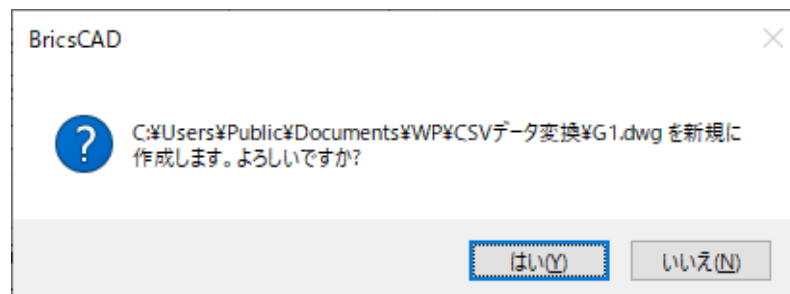 BricsCAD
C:¥Users¥Public¥Documents¥WP¥CSVデータ変換¥G1.dwg を新規に
作成します。よろしいですか?
はい(Y)
いいえ(N)